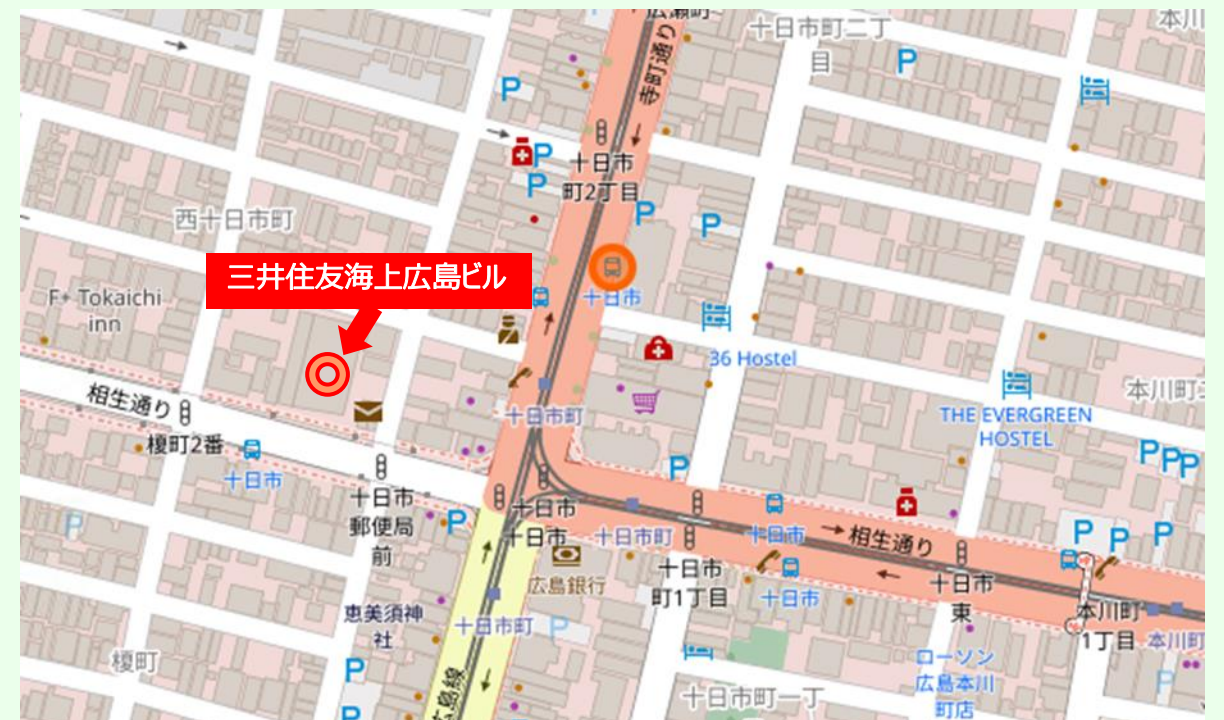 広瀬町
十日市町二丁
目
本川
寺町通り
P
P
十日市
町2丁目
P
P
P
P
西十日市町
三井住友海上広島ビル
F+ Tokaichi
inn
十日市
36 Hostel
本川町
THE EVERGREEN
HOSTEL
相生通り
十日市町
榎町2番
十日市
P
P
P
P
十日市
郵便局
前
P
P
十日市
十日市
十日市町
十日市
相生通り
P
P
P
広島銀行
十日市
町1丁目
十日市
十日市
東
本川町
1丁目
本川町
恵美須神
社
十日市町
P
榎町
P
P
広島線
ローソン
広島本川
町店
P
十日市町一丁